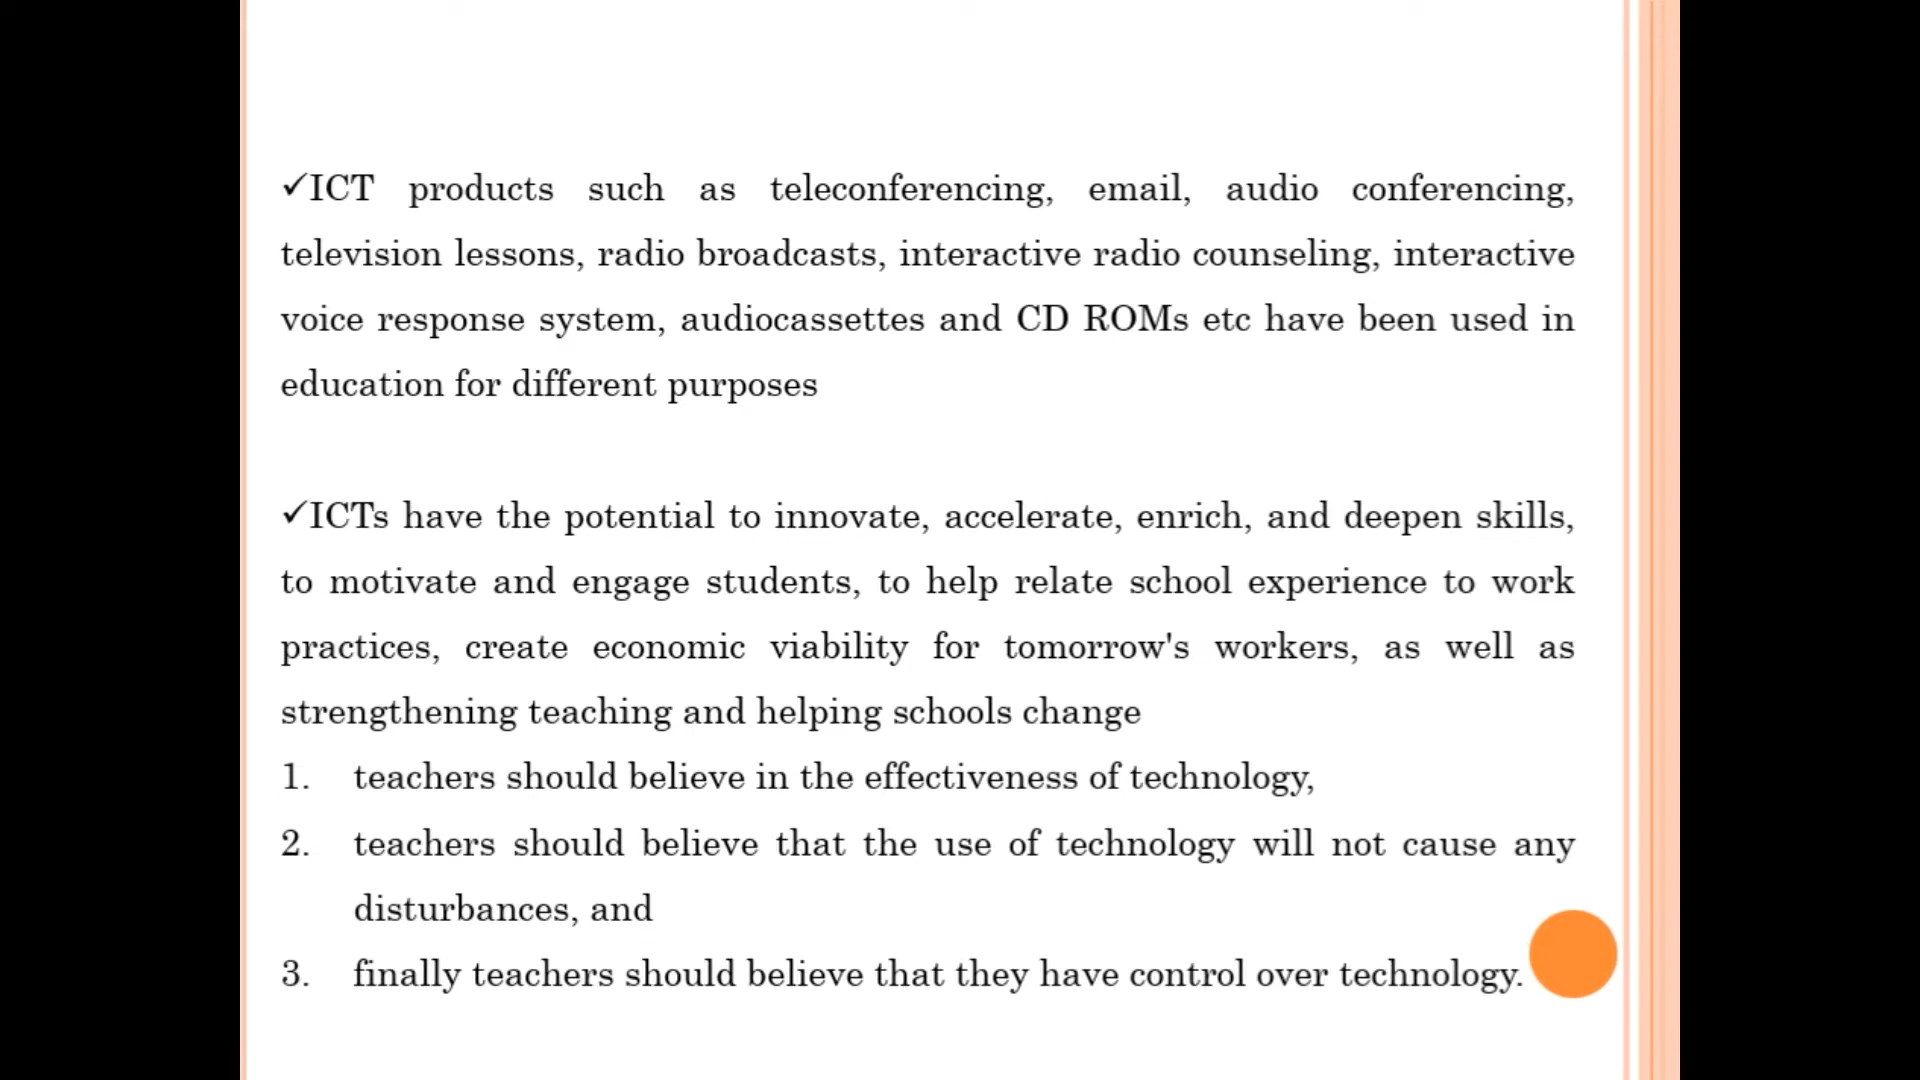 ✓ICT products such as teleconferencing, email, audio conferencing,
television lessons, radio broadcasts, interactive radio counseling, interactive
voice response system, audiocassettes and CD ROMs etc have been used in
education for different purposes
✓ICTs have the potential to innovate, accelerate, enrich, and deepen skills,
to motivate and engage students, to help relate school experience to work
practices, create economic viability for tomorrow's workers, as well as
strengthening teaching and helping schools change
1. teachers should believe in the effectiveness of technology,
2. teachers should believe that the use of technology will not cause any
disturbances, and
3. finally teachers should believe that they have control over technology.